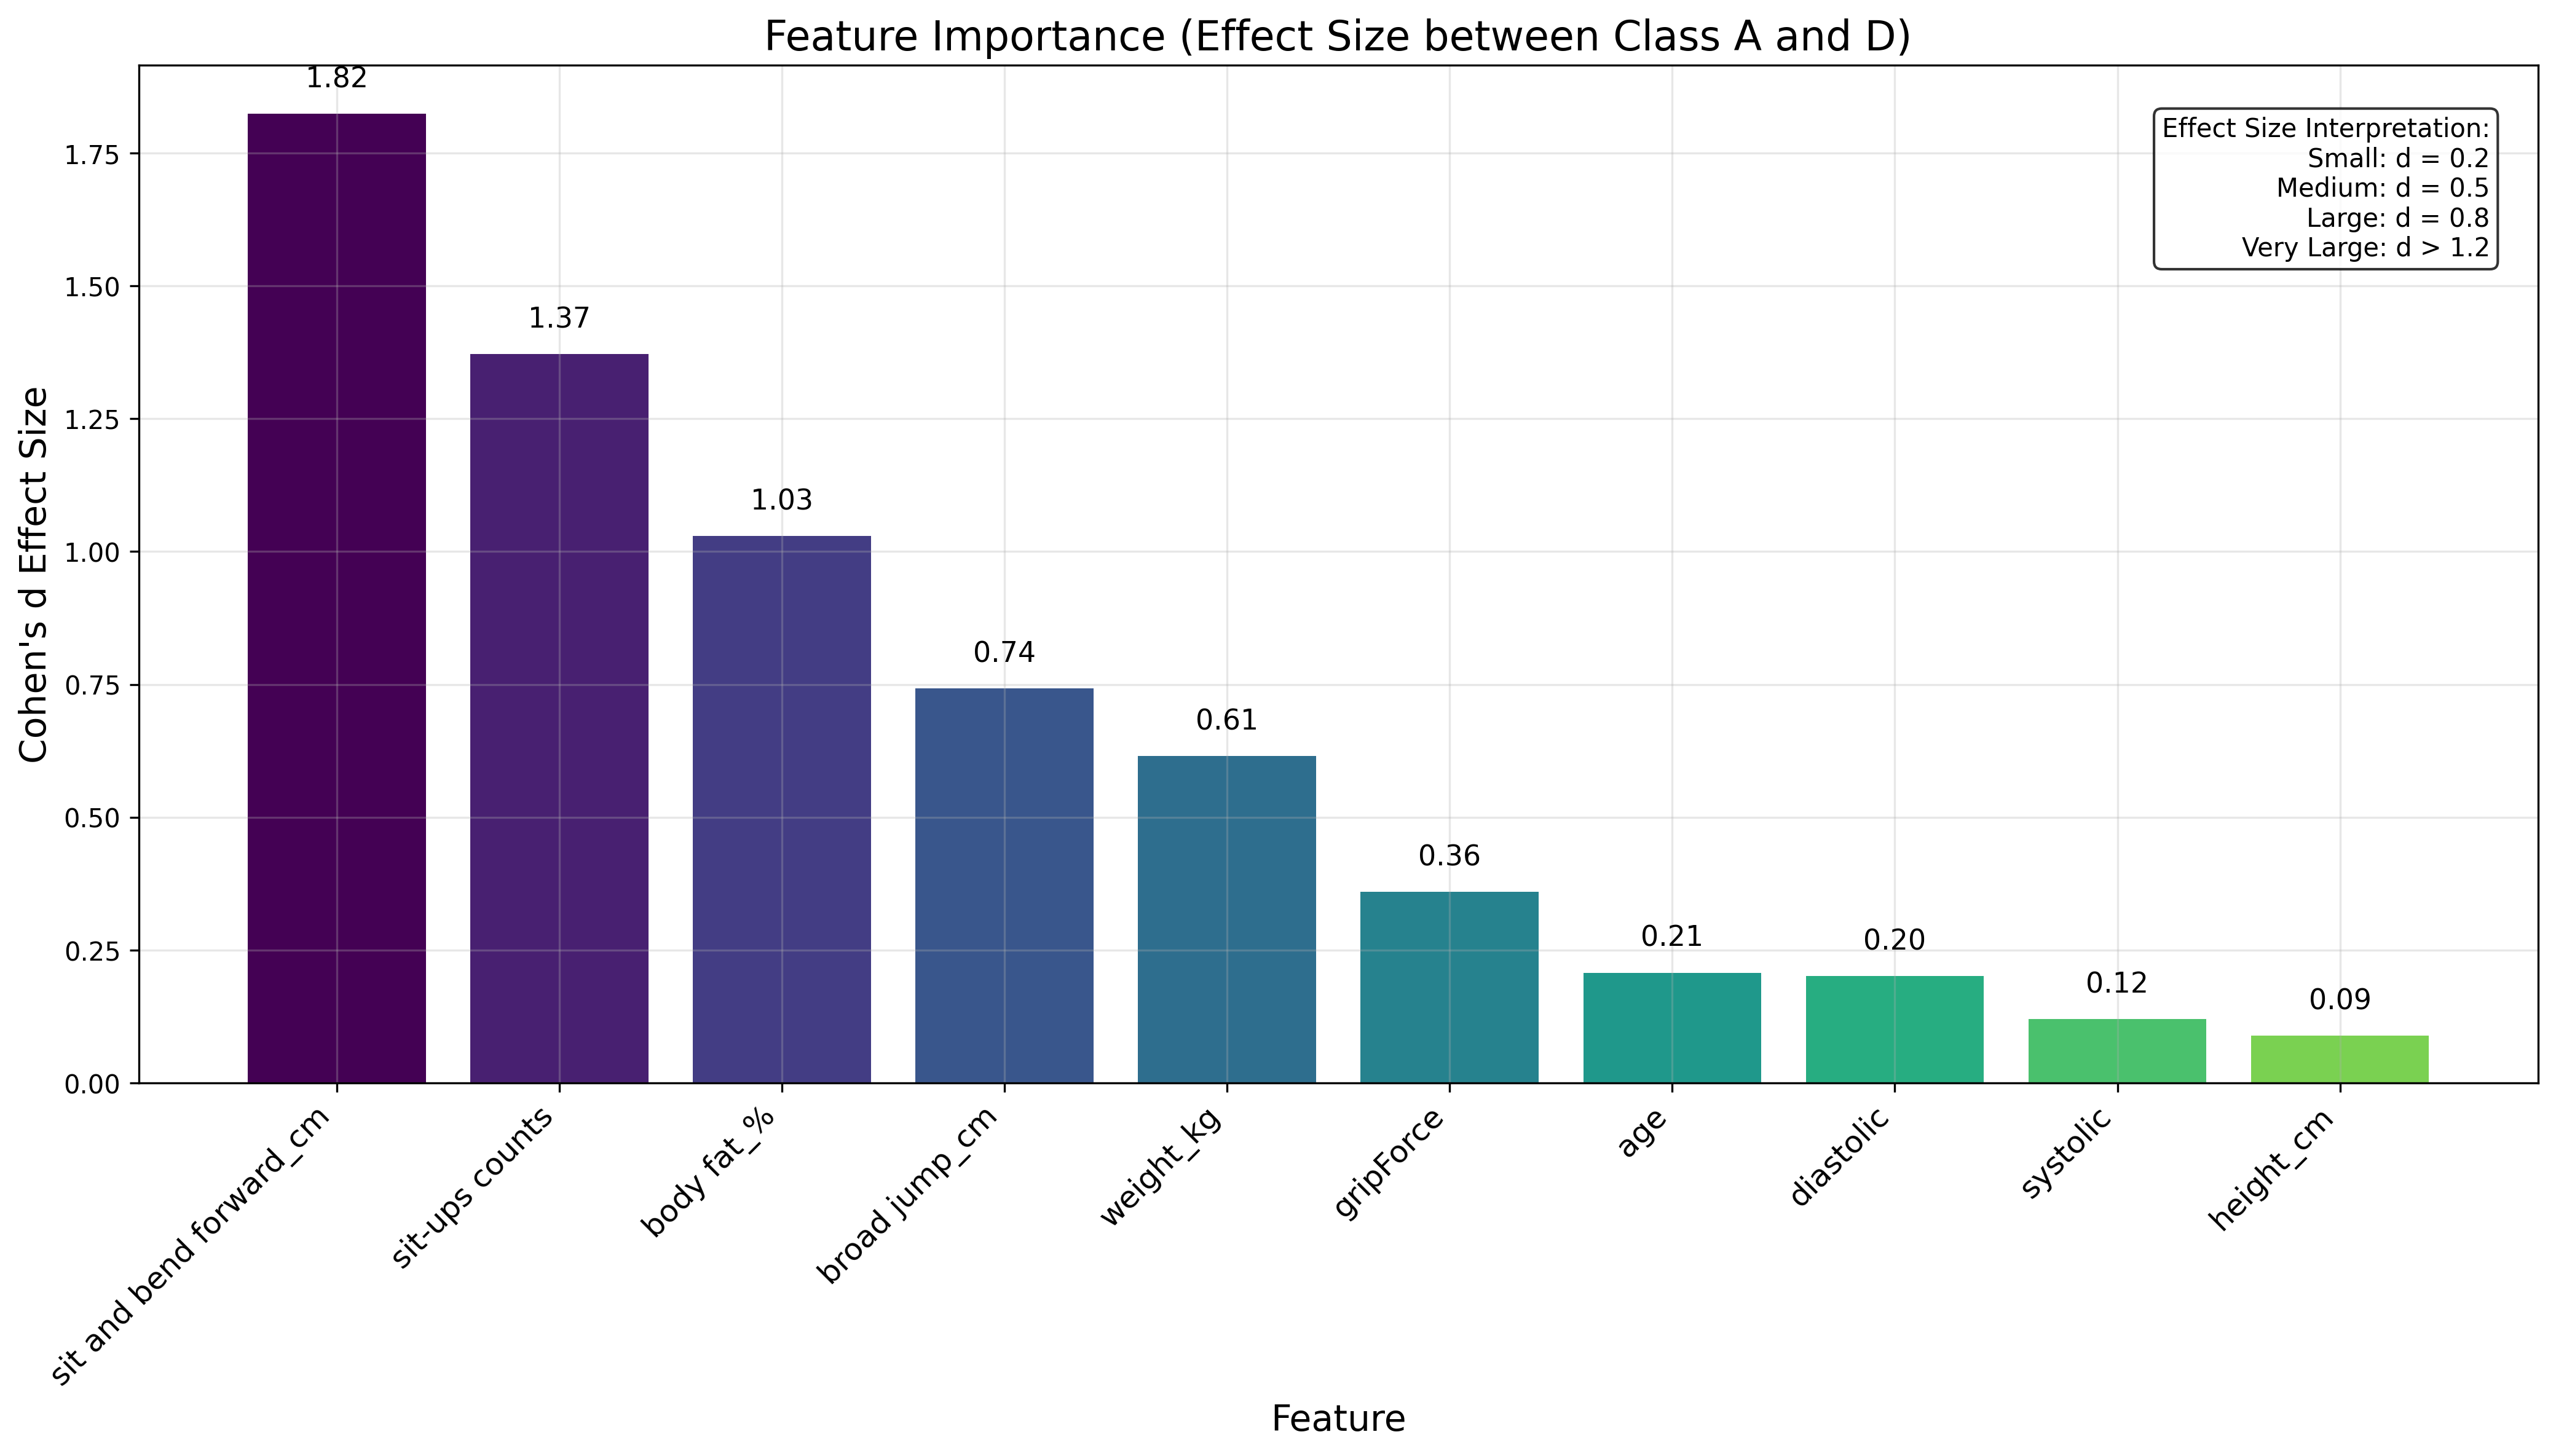 Feature Importance (Effect Size between Class A and D)
Cohen's d Effect Size
1.75
1.50
1.25
1.00
0.75
0.50
0.25
0.00
1.82
1.37
1.03
0.74
0.61
0.36
0.21
0.20
0.12
0.09
Effect Size Interpretation:
Small: d = 0.2
Medium: d = 0.5
Large: d = 0.8
Very Large: d > 1.2
sit and bend forward_cm
sit-ups counts
body fat_%
broad jump_cm
weight_kg
gripForce
age
diastolic
systolic
height_cm
Feature